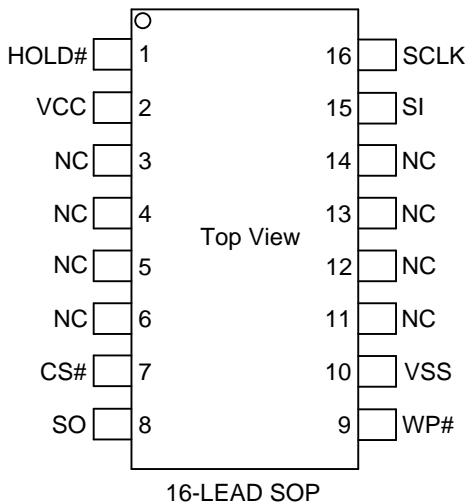 HOLD# 1 16 SCLK
VCC 2 15 SI
NC 3 14 NC
NC 4 13 NC
Top View
NC 5 12 NC
NC 6 11 NC
CS# 7 10 VSS
SO 8 9 WP#
16-LEAD SOP